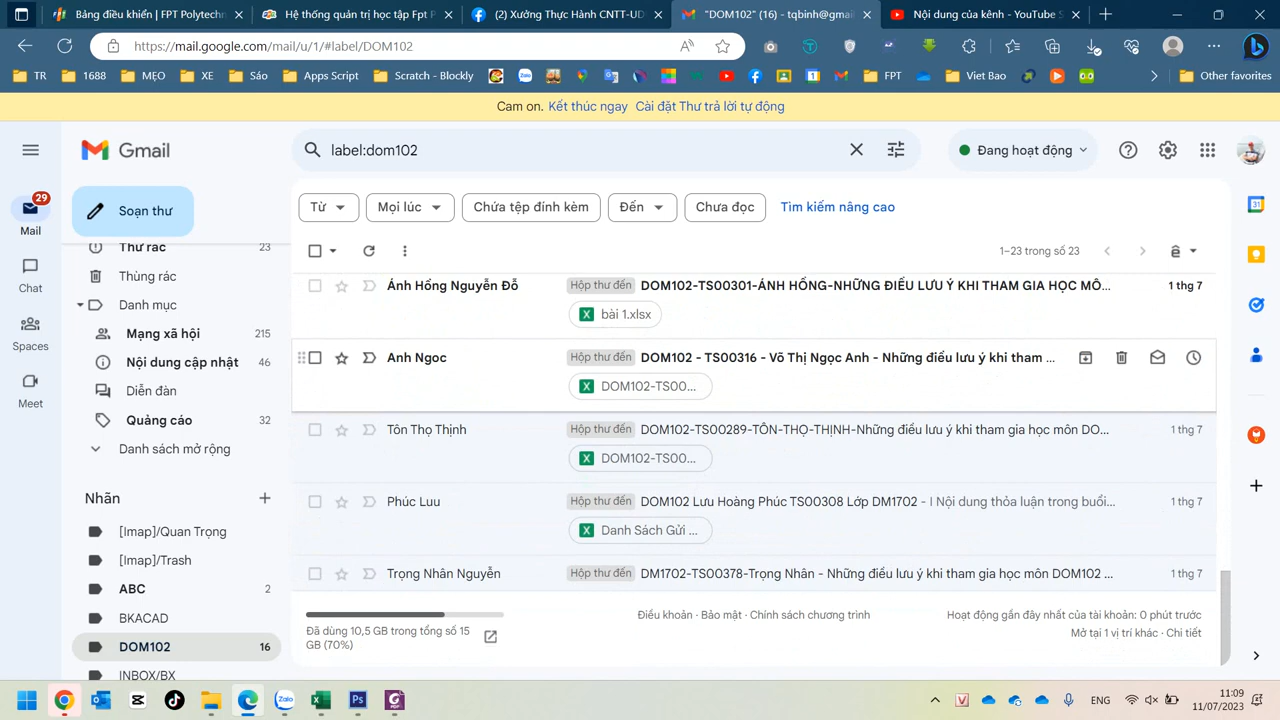 Bảng điều khiển | FPT Polytechn
Hệ thống quản trị học tập Fpt P
(2) Xưởng Thực Hành CNTT-UD
"DOM102" (16) - tqbinh@gmai
Nội dung của kênh - YouTube S
https://mail.google.com/mail/u/1/#label/DOM102
TR
1688
MẸO
XE
Sáo
Apps Script
Scratch - Blockly
FPT
Viet Bao
Other favorites
Cam on. Kết thúc ngay Cài đặt Thư trả lời tự động
Gmail
label:dom102
Đang hoạt động
29
Mail
Chat
Spaces
Meet
Soạn thư
Từ
Mọi lúc
Chứa tệp đính kèm
Đến
Chưa đọc
Tìm kiếm nâng cao
1–23 trong số 23
Thư rác 23
Thùng rác
Danh mục
Mạng xã hội 215
Nội dung cập nhật 46
Diễn đàn
Quảng cáo 32
Danh sách mở rộng
Nhãn
[Imap]/Quan Trọng
[Imap]/Trash
ABC 2
BKACAD
DOM102 16
INBOX/BX
Ánh Hồng Nguyễn Đỗ Hộp thư đến DOM102-TS00301-ÁNH HỒNG-NHỮNG ĐIỀU LƯU Ý KHI THAM GIA HỌC MÔ... 1 thg 7
bài 1.xlsx
Anh Ngoc Hộp thư đến DOM102 - TS00316 - Võ Thị Ngọc Anh - Những điều lưu ý khi tham ...
DOM102-TS00...
Tôn Thọ Thịnh Hộp thư đến DOM102-TS00289-TÔN-THỌ-THỊNH-Những điều lưu ý khi tham gia học môn DO... 1 thg 7
DOM102-TS00...
Phúc Luu Hộp thư đến DOM102 Lưu Hoàng Phúc TS00308 Lớp DM1702 - I Nội dung thỏa luận trong buổi... 1 thg 7
Danh Sách Gửi ...
Trọng Nhân Nguyễn Hộp thư đến DM1702-TS00378-Trọng Nhân - Những điều lưu ý khi tham gia học môn DOM102 ... 1 thg 7
Đã dùng 10,5 GB trong tổng số 15
GB (70%)
Điều khoản · Bảo mật · Chính sách chương trình
Hoạt động gần đây nhất của tài khoản: 0 phút trước
Mở tại 1 vị trí khác · Chi tiết
ENG
11:09
11/07/2023